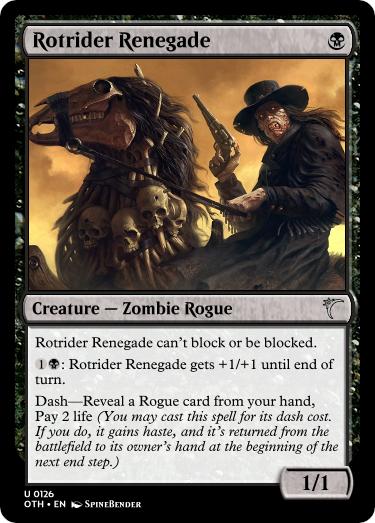 Rotrider Renegade
Creature — Zombie Rogue
Rotrider Renegade can't block or be blocked.
1: Rotrider Renegade gets +1/+1 until end of
turn.
Dash—Reveal a Rogue card from your hand,
Pay 2 life (You may cast this spell for its dash cost.
If you do, it gains haste, and it's returned from the
battlefield to its owner's hand at the beginning of the
next end step.)
1/1
U 0126
OTH • EN SpineBender